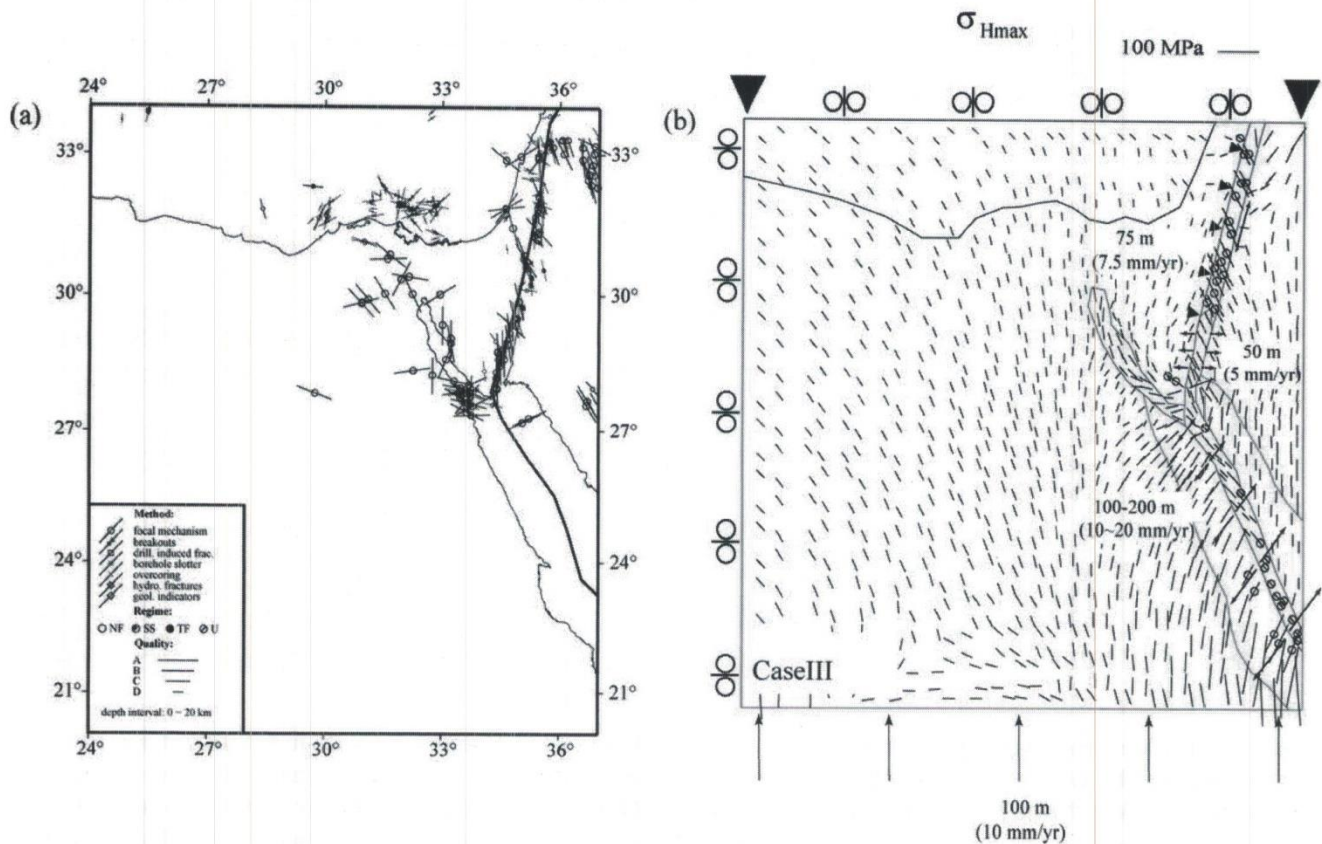 σ Hmax
100 MPa
(a)
24° 27° 30° 33° 36°
33° 33°
30° 30°
27° 27°
24° 24°
21° 21°
24° 27° 30° 33° 36°
Method:
focal mechanism
breakouts
drill. induced frac.
borehole slotter
overcoring
hydro. fractures
geol. indicators
Regime:
NF SS TF U
Quality:
A
B
C
D
depth interval: 0 – 20 km
(b)
75 m
(7.5 mm/yr)
50 m
(5 mm/yr)
100-200 m
(10~20 mm/yr)
CaseIII
100 m
(10 mm/yr)